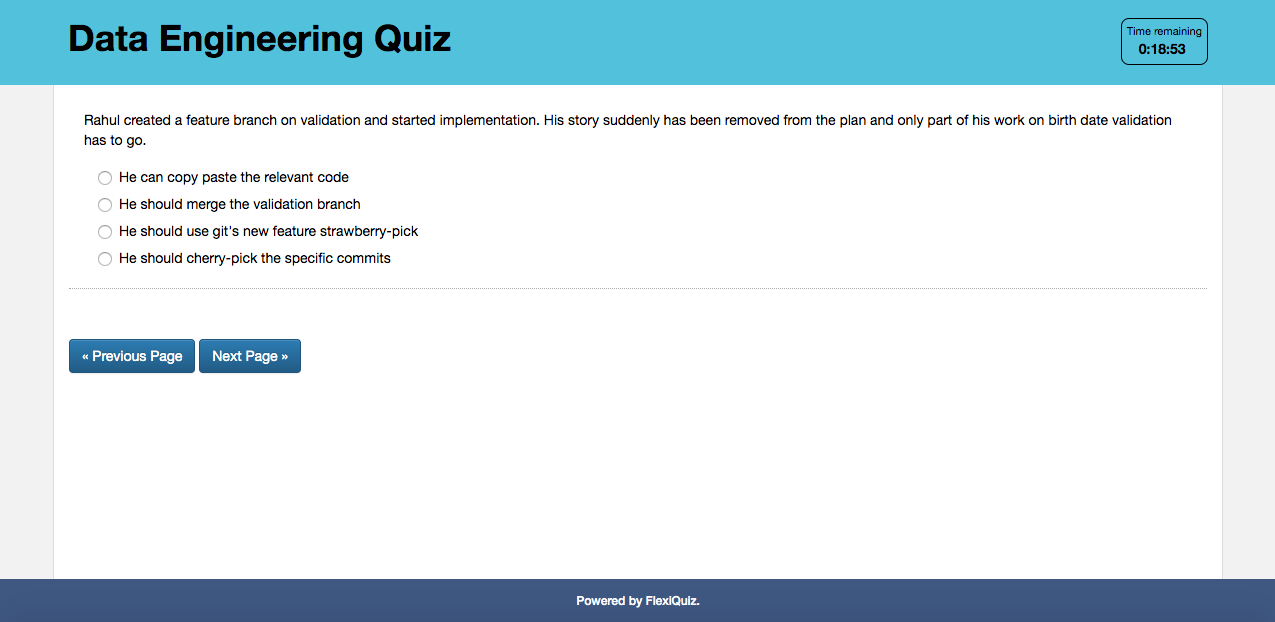 Data Engineering Quiz
Time remaining
0:18:53
Rahul created a feature branch on validation and started implementation. His story suddenly has been removed from the plan and only part of his work on birth date validation
has to go.
He can copy paste the relevant code
He should merge the validation branch
He should use git's new feature strawberry-pick
He should cherry-pick the specific commits
« Previous Page
Next Page »
Powered by FlexiQuiz.